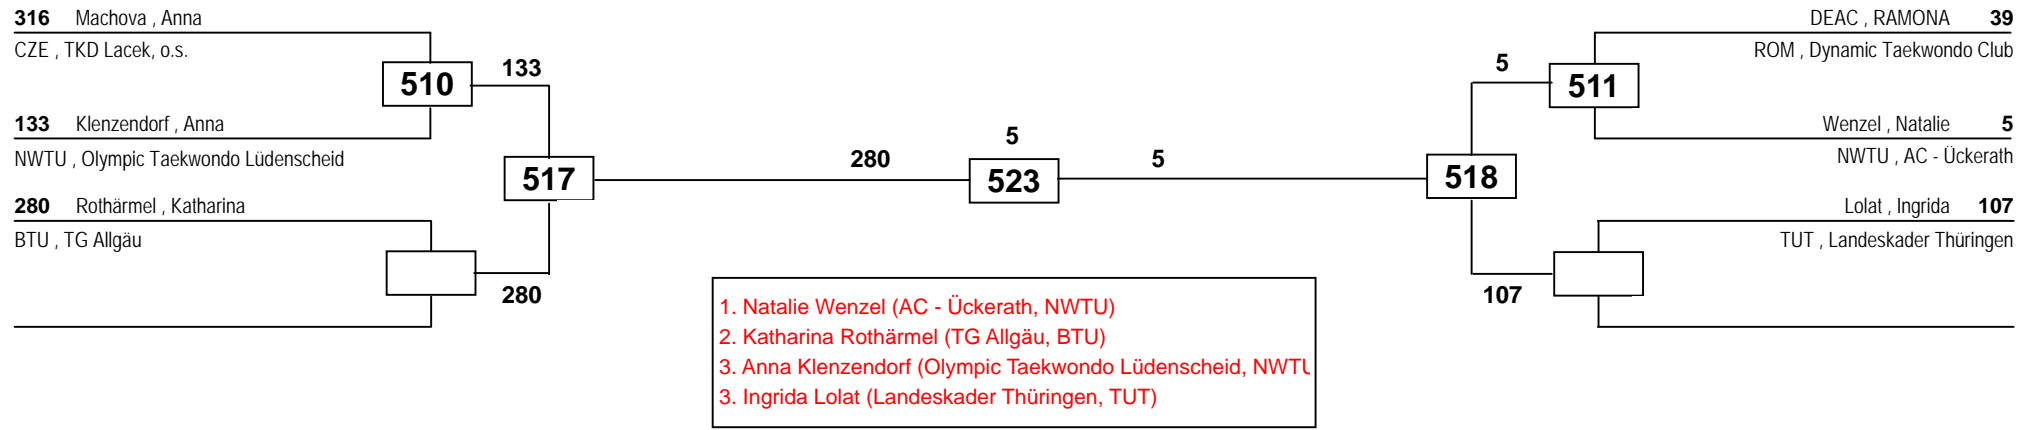 316 Machova , Anna
CZE , TKD Lacek, o.s.
510
133
133 Klenzendorf , Anna
NWTU , Olympic Taekwondo Lüdenscheid
517
280 Rothärmel , Katharina
BTU , TG Allgäu
280
280
5
523
5
DEAC , RAMONA 39
ROM , Dynamic Taekwondo Club
5
511
Wenzel , Natalie 5
NWTU , AC - Ückerath
518
Lolat , Ingrida 107
TUT , Landeskader Thüringen
107
1. Natalie Wenzel (AC - Ückerath, NWTU)
2. Katharina Rothärmel (TG Allgäu, BTU)
3. Anna Klenzendorf (Olympic Taekwondo Lüdenscheid, NWTU
3. Ingrida Lolat (Landeskader Thüringen, TUT)